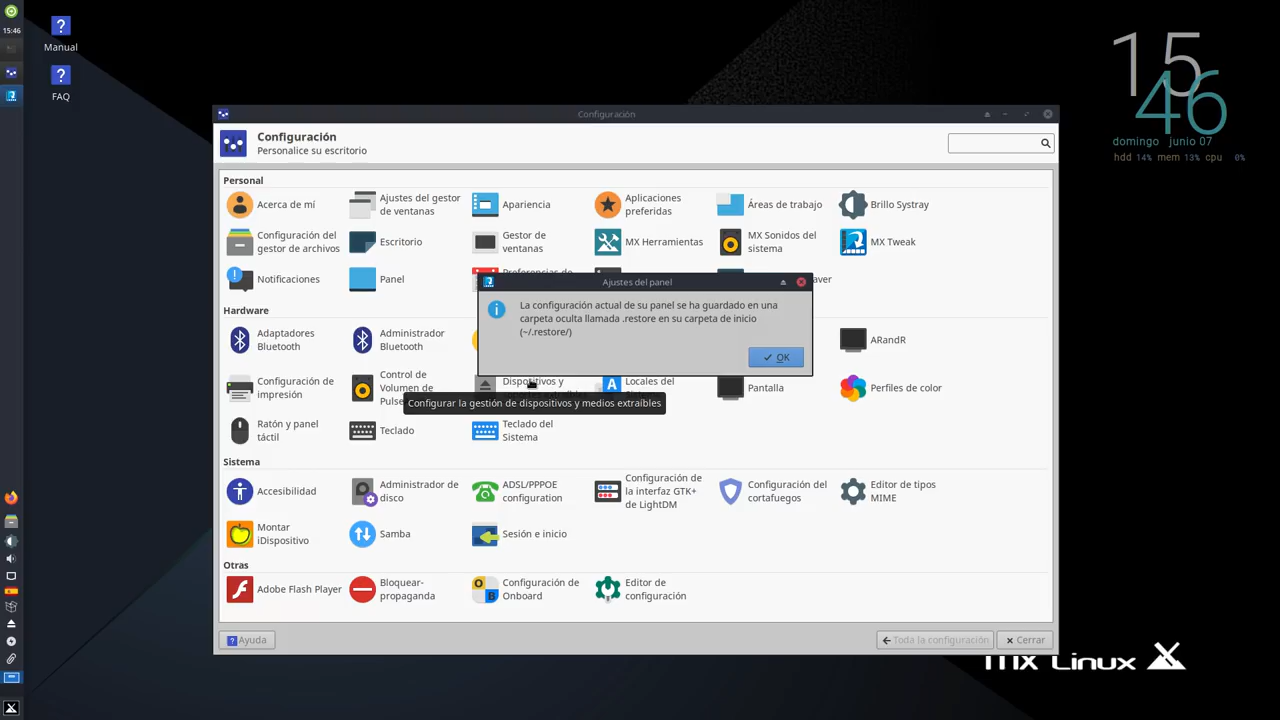 15:46
Manual
FAQ
15
46
domingo junio 07
hdd 14% mem 13% cpu 0%
Configuración
Configuración
Personalice su escritorio
Personal
Acerca de mí
Ajustes del gestor
de ventanas
Apariencia
Aplicaciones
preferidas
Áreas de trabajo
Brillo Systray
Configuración del
gestor de archivos
Escritorio
Gestor de
ventanas
MX Herramientas
MX Sonidos del
sistema
MX Tweak
Notificaciones
Panel
Preferencias de
Ajustes del panel
La configuración actual de su panel se ha guardado en una
carpeta oculta llamada .restore en su carpeta de inicio
(~/.restore/)
OK
Hardware
Adaptadores
Bluetooth
Administrador
Bluetooth
ARandR
Configuración de
impresión
Control de
Volumen de
Dispositivos y
Locales del
Pantalla
Perfiles de color
Configurar la gestión de dispositivos y medios extraibles
Ratón y panel
táctil
Teclado
Teclado del
Sistema
Sistema
Accesibilidad
Administrador de
disco
ADSL/PPPOE
configuration
Configuración de
la interfaz GTK+
de LightDM
Configuración del
cortafuegos
Editor de tipos
MIME
Montar
iDispositivo
Samba
Sesión e inicio
Otras
Adobe Flash Player
Bloquear-
propaganda
Configuración de
Onboard
Editor de
configuración
Ayuda
Toda la configuración
Cerrar
MX Linux